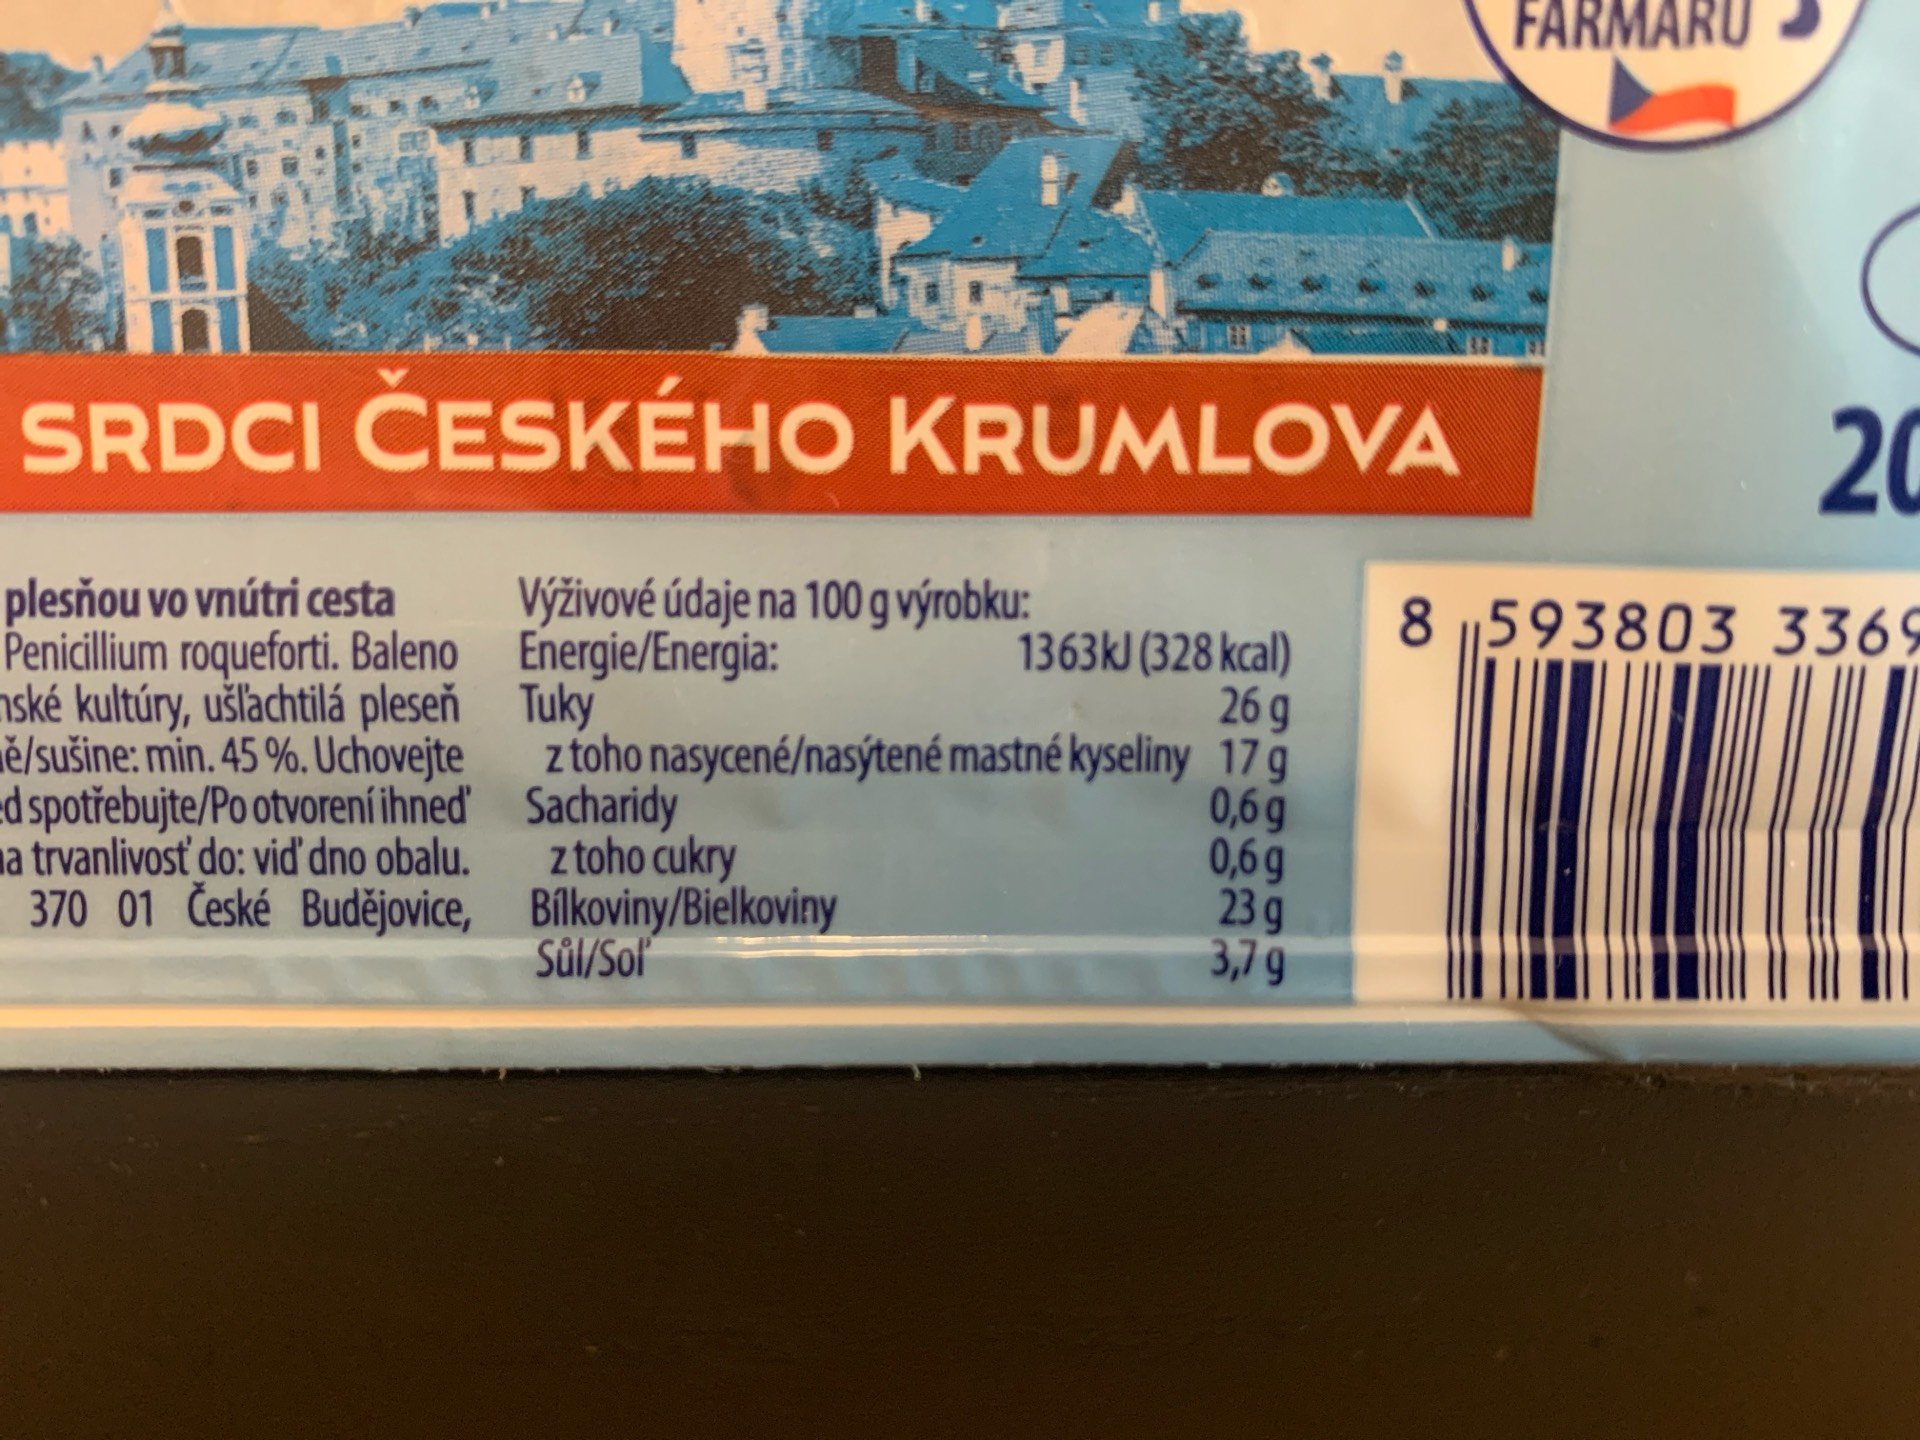 FARMÁŘŮ
SRDCI ČESKÉHO KRUMLOVA
20
plesňou vo vnútri cesta
Penicillium roqueforti. Baleno
nské kultúry, ušľachtilá pleseň
ě/sušine: min. 45 %. Uchovejte
ed spotřebujte/Po otvorení ihneď
na trvanlivosť do: viď dno obalu.
370 01 České Budějovice,
Výživové údaje na 100 g výrobku:
Energie/Energia: 1363kJ (328 kcal)
Tuky 26 g
z toho nasycené/nasýtené mastné kyseliny 17 g
Sacharidy 0,6 g
z toho cukry 0,6 g
Bílkoviny/Bielkoviny 23 g
Sůl/Soľ 3,7 g
8 593803 3369